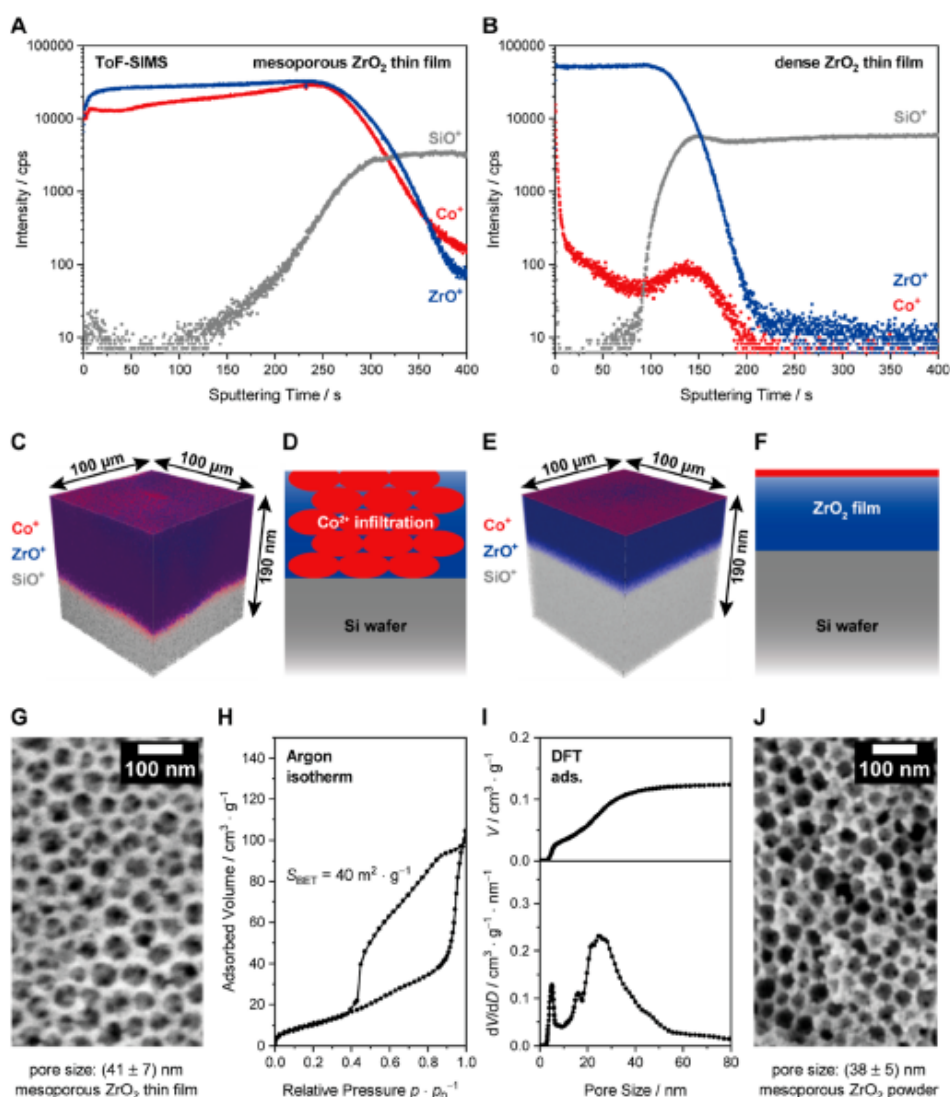 A
ToF-SIMS
mesoporous ZrO₂ thin film
SiO⁺
Co⁺
ZrO⁺
Intensity / cps
100000
10000
1000
100
10
0 50 100 150 200 250 300 350 400
Sputtering Time / s
B
dense ZrO₂ thin film
SiO⁺
ZrO⁺
Co⁺
Intensity / cps
100000
10000
1000
100
10
0 50 100 150 200 250 300 350 400
Sputtering Time / s
C
100 µm
100 µm
190 nm
Co⁺
ZrO⁺
SiO⁺
D
Co²⁺ infiltration
Si wafer
E
100 µm
100 µm
190 nm
Co⁺
ZrO⁺
SiO⁺
F
ZrO₂ film
Si wafer
G
100 nm
pore size: (41 ± 7) nm
mesoporous ZrO₂ thin film
H
Argon
isotherm
S_BET = 40 m² · g⁻¹
Adsorbed Volume / cm³ · g⁻¹
140
120
100
80
60
40
20
0
0.0 0.2 0.4 0.6 0.8 1.0
Relative Pressure p · p₀⁻¹
I
DFT
ads.
V / cm³ · g⁻¹
0.2
0.1
0.0
dV/dD / cm³ · g⁻¹ · nm⁻¹
0.3
0.2
0.1
0.0
0 20 40 60 80
Pore Size / nm
J
100 nm
pore size: (38 ± 5) nm
mesoporous ZrO₂ powder